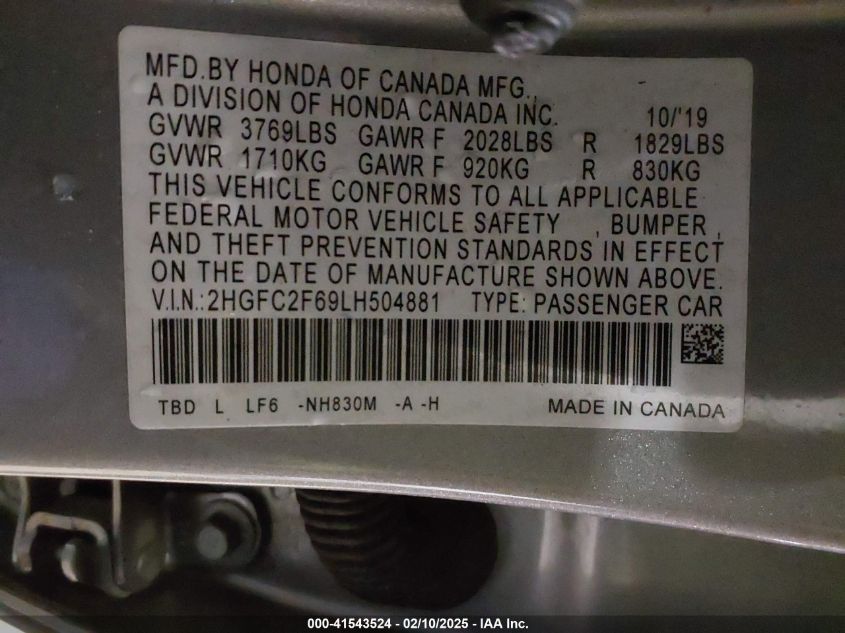 MFD.BY HONDA OF CANADA MFG.,
A DIVISION OF HONDA CANADA INC. 10/'19
GVWR 3769LBS GAWR F 2028LBS R 1829LBS
GVWR 1710KG GAWR F 920KG R 830KG
THIS VEHICLE CONFORMS TO ALL APPLICABLE
FEDERAL MOTOR VEHICLE SAFETY , BUMPER ,
AND THEFT PREVENTION STANDARDS IN EFFECT
ON THE DATE OF MANUFACTURE SHOWN ABOVE.
V.I.N.:2HGFC2F69LH504881 TYPE: PASSENGER CAR
TBD L LF6 -NH830M -A -H MADE IN CANADA
000-41543524 -- 02/10/2025 -- IAA Inc.